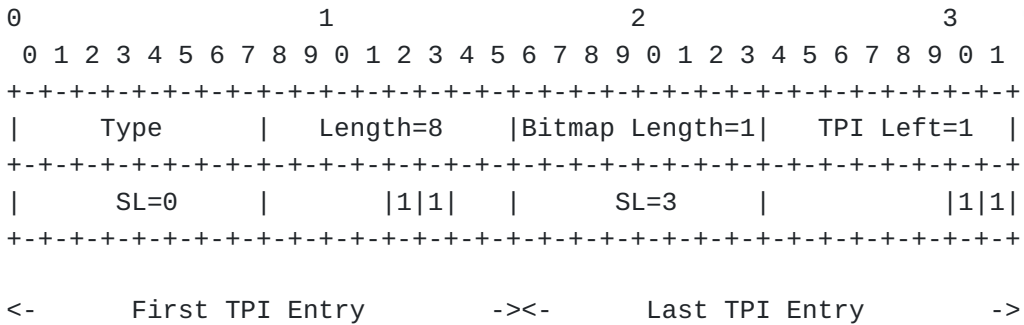 0                   1                   2                   3
 0 1 2 3 4 5 6 7 8 9 0 1 2 3 4 5 6 7 8 9 0 1 2 3 4 5 6 7 8 9 0 1
+-+-+-+-+-+-+-+-+-+-+-+-+-+-+-+-+-+-+-+-+-+-+-+-+-+-+-+-+-+-+-+-+
|     Type      |   Length=8    |Bitmap Length=1|   TPI Left=1  |
+-+-+-+-+-+-+-+-+-+-+-+-+-+-+-+-+-+-+-+-+-+-+-+-+-+-+-+-+-+-+-+-+
|      SL=0     |       |1|1|   |      SL=3     |           |1|1|
+-+-+-+-+-+-+-+-+-+-+-+-+-+-+-+-+-+-+-+-+-+-+-+-+-+-+-+-+-+-+-+-+
<-      First TPI Entry       -><-      Last TPI Entry        ->